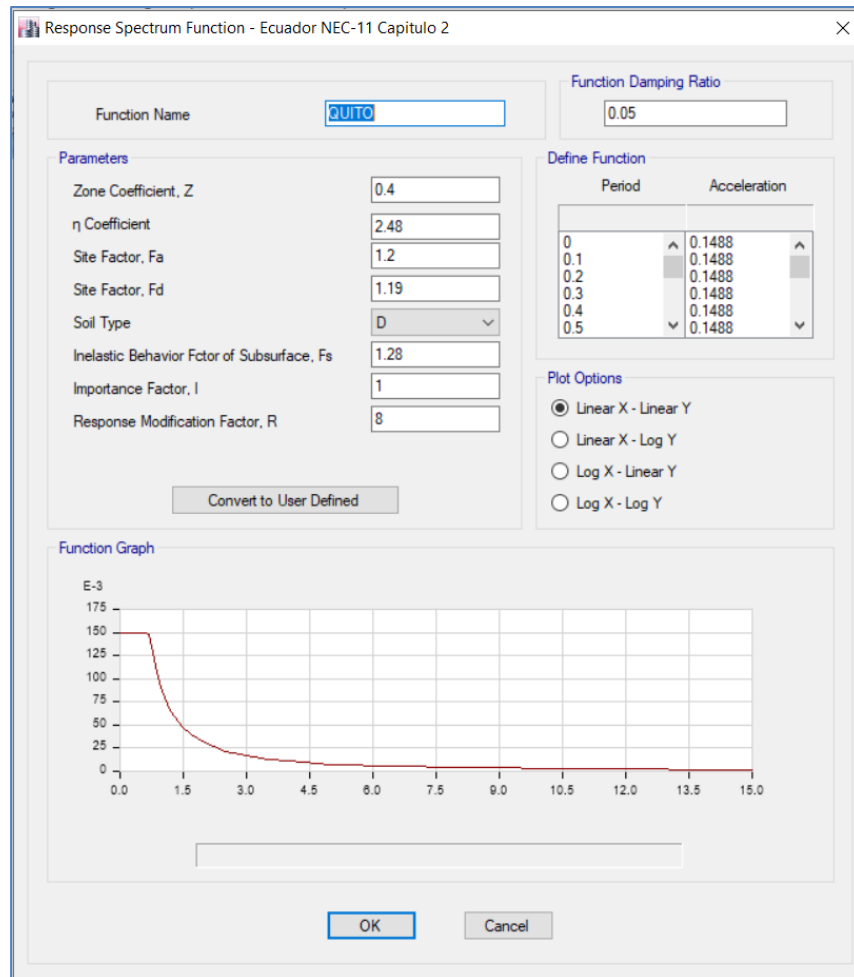 Response Spectrum Function - Ecuador NEC-11 Capitulo 2
Function Name
QUITO
Function Damping Ratio
0.05
Parameters
Zone Coefficient, Z
0.4
η Coefficient
2.48
Site Factor, Fa
1.2
Site Factor, Fd
1.19
Soil Type
D
Inelastic Behavior Fctor of Subsurface, Fs
1.28
Importance Factor, I
1
Response Modification Factor, R
8
Convert to User Defined
Define Function
Period Acceleration
0 0.1488
0.1 0.1488
0.2 0.1488
0.3 0.1488
0.4 0.1488
0.5 0.1488
Plot Options
Linear X - Linear Y
Linear X - Log Y
Log X - Linear Y
Log X - Log Y
Function Graph
E-3
175
150
125
100
75
50
25
0
0.0 1.5 3.0 4.5 6.0 7.5 9.0 10.5 12.0 13.5 15.0
OK
Cancel